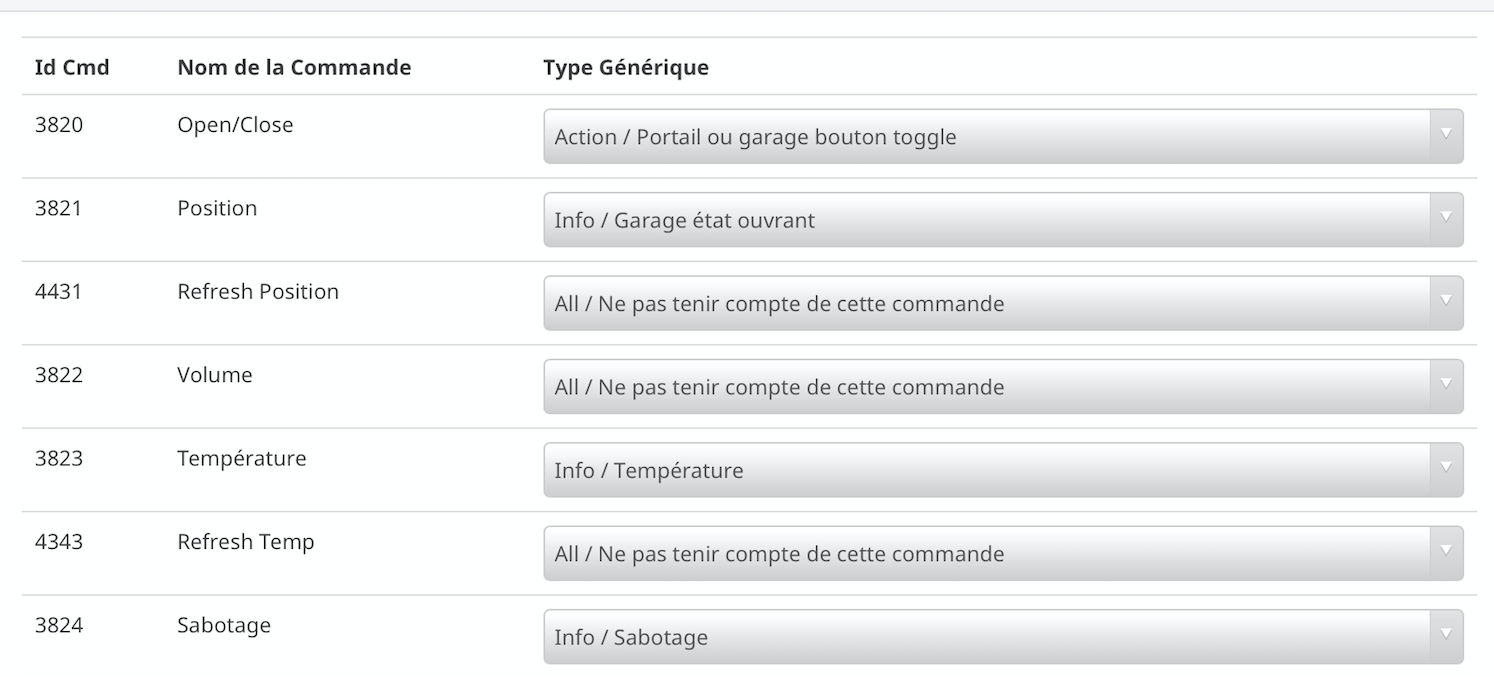 Id Cmd Nom de la Commande Type Générique
3820 Open/Close Action / Portail ou garage bouton toggle
3821 Position Info / Garage état ouvrant
4431 Refresh Position All / Ne pas tenir compte de cette commande
3822 Volume All / Ne pas tenir compte de cette commande
3823 Température Info / Température
4343 Refresh Temp All / Ne pas tenir compte de cette commande
3824 Sabotage Info / Sabotage